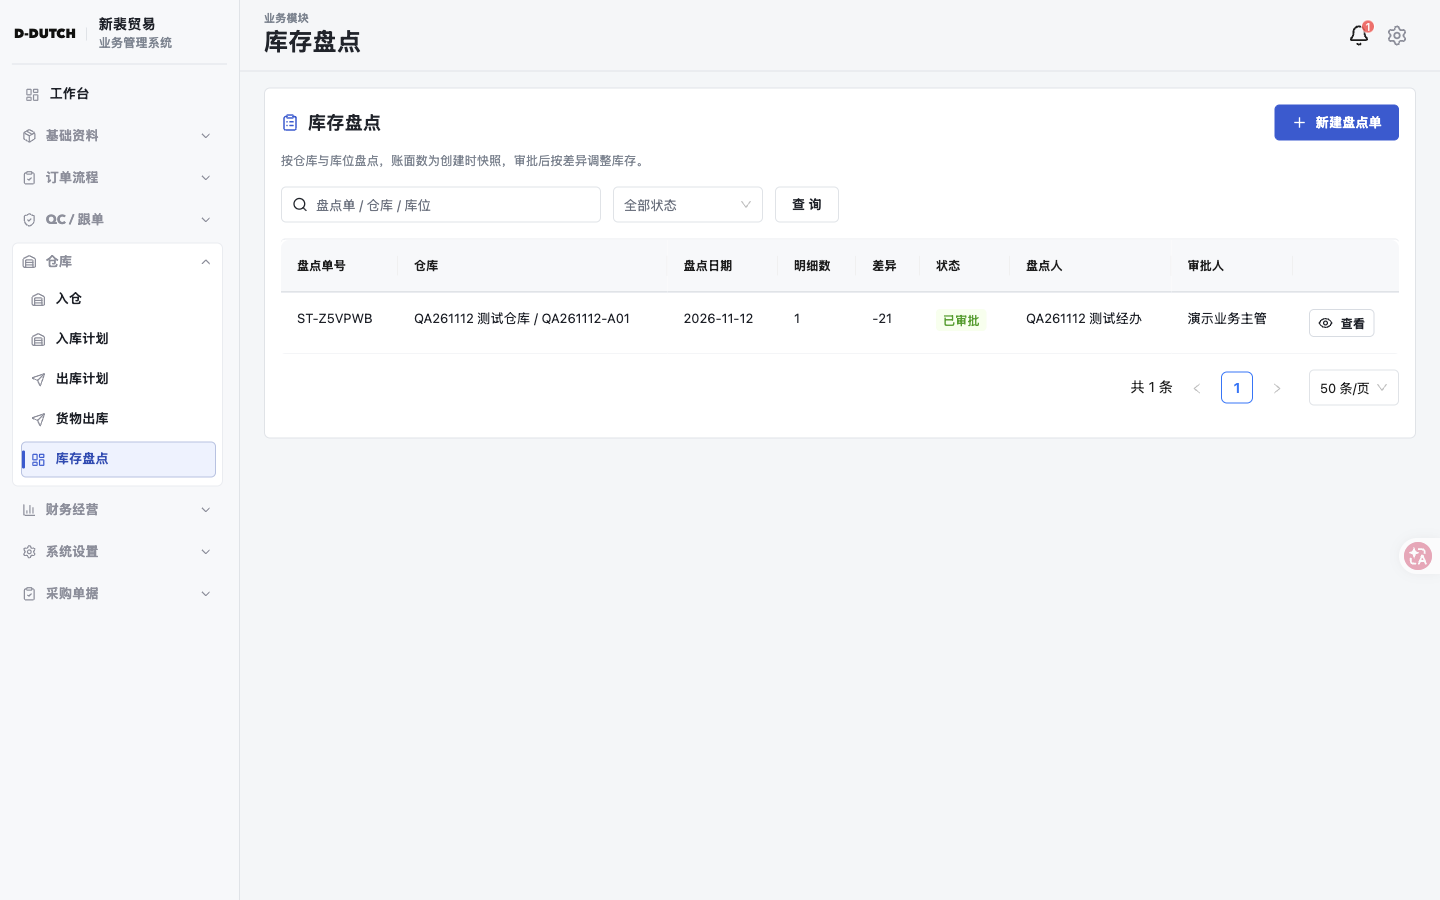 D-DUTCH
新裴贸易
业务管理系统
工作台
基础资料
订单流程
QC / 跟单
仓库
入仓
入库计划
出库计划
货物出库
库存盘点
财务经营
系统设置
采购单据
业务模块
库存盘点
1
库存盘点
新建盘点单
按仓库与库位盘点，账面数为创建时快照，审批后按差异调整库存。
盘点单 / 仓库 / 库位
全部状态
查 询
盘点单号 仓库 盘点日期 明细数 差异 状态 盘点人 审批人
ST-Z5VPWB QA261112 测试仓库 / QA261112-A01 2026-11-12 1 -21 已审批 QA261112 测试经办 演示业务主管 查看
共 1 条 < 1 > 50 条/页